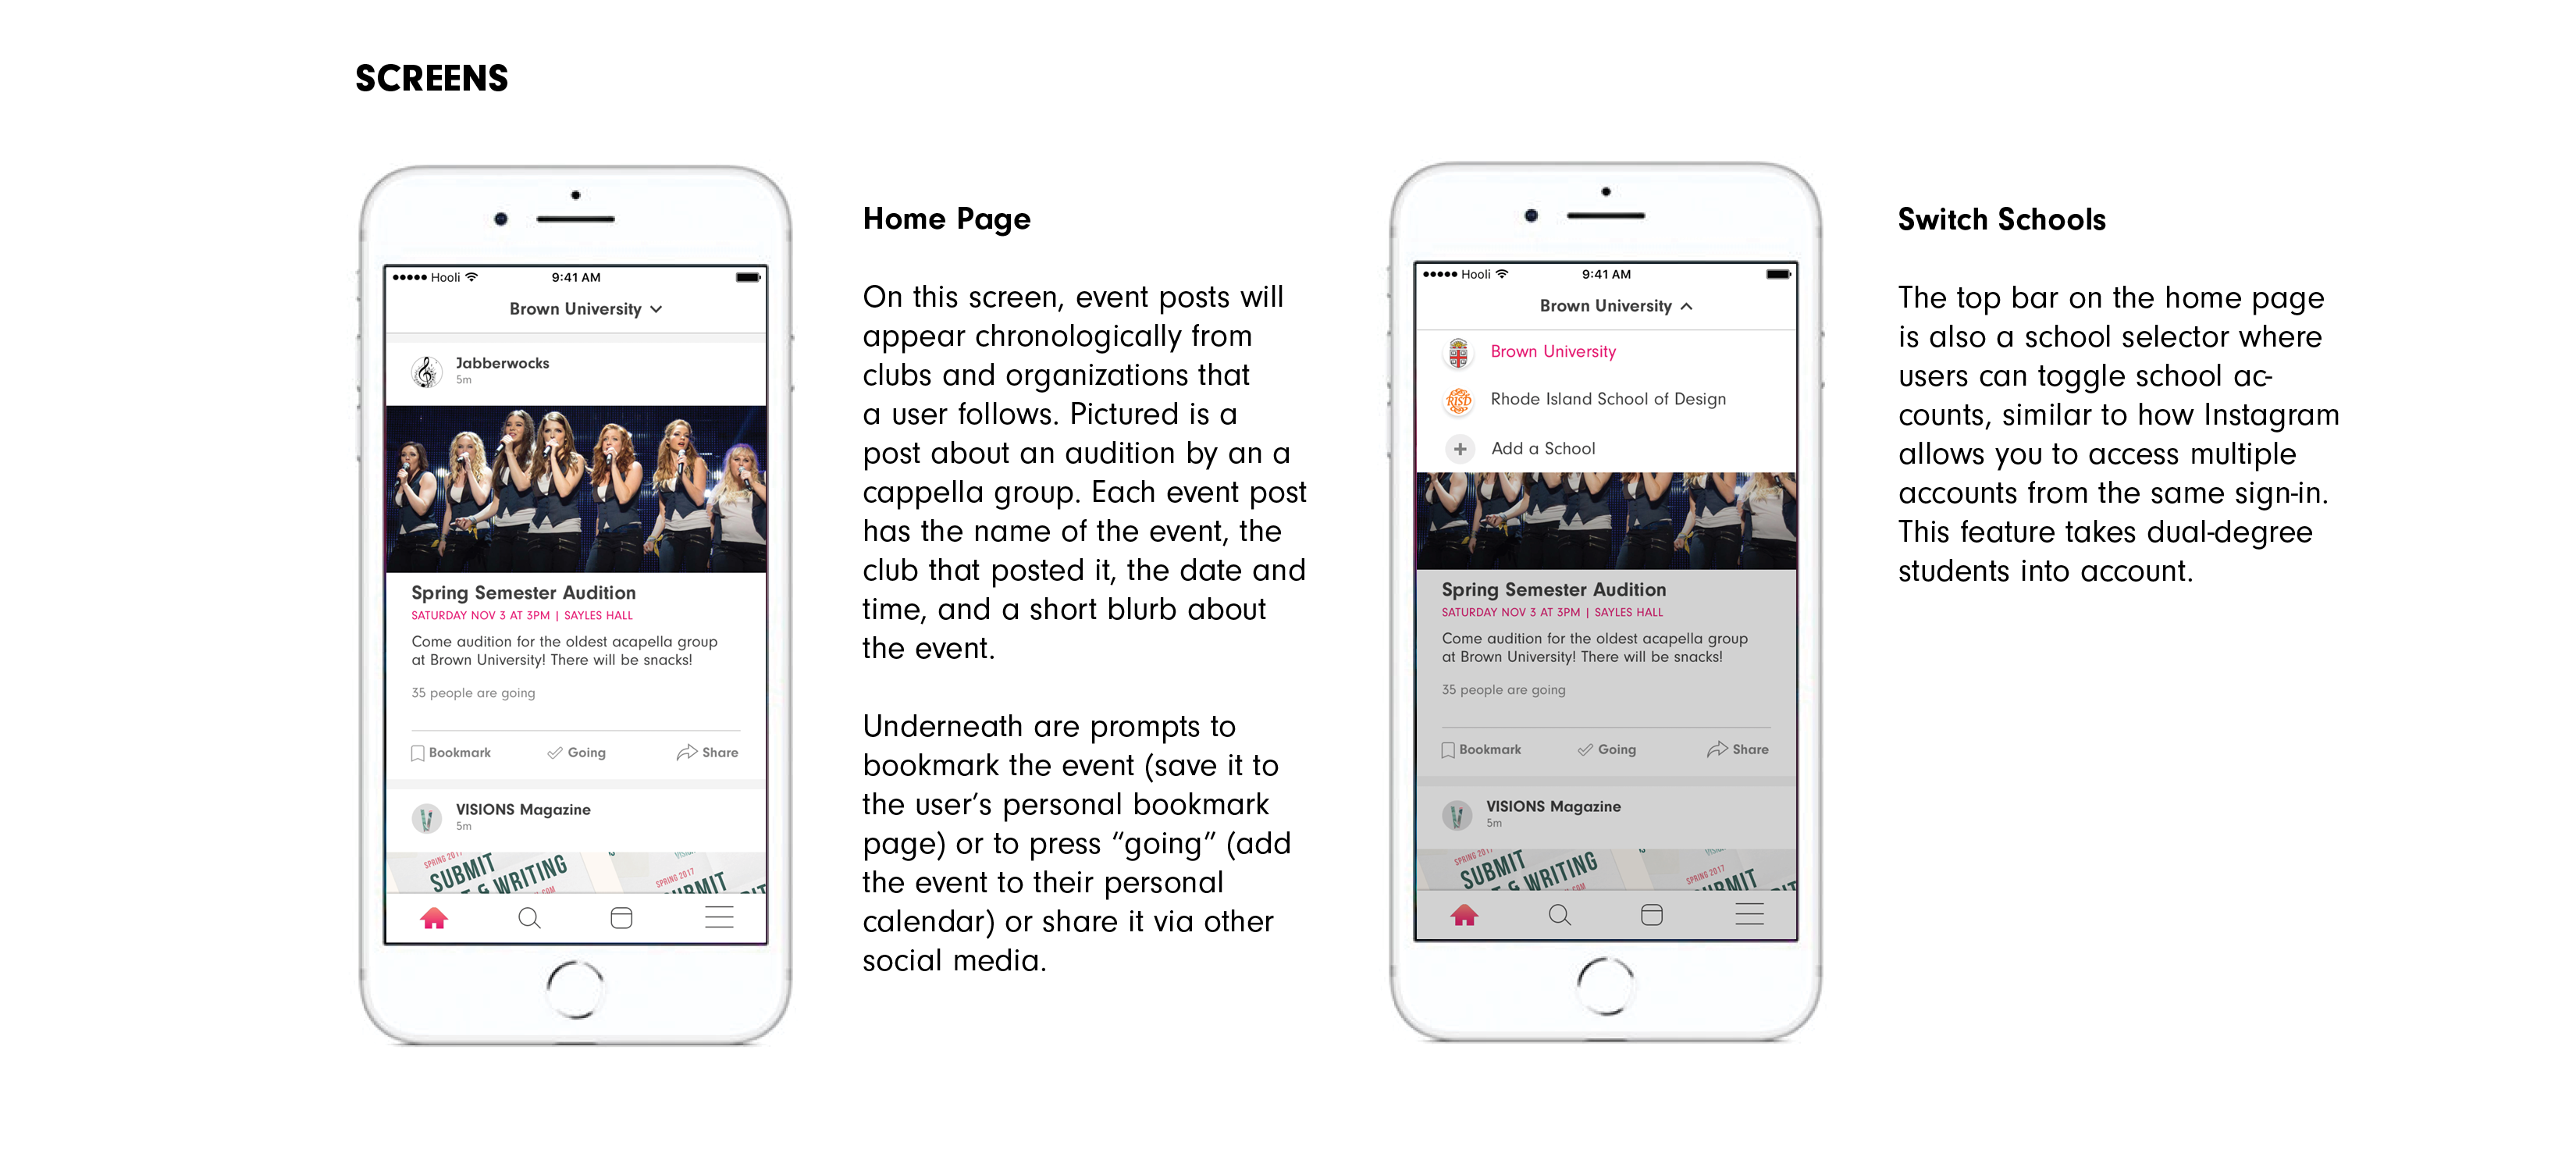 SCREENS
Hooli
9:41 AM
Brown University
Jabberwocks
5m
Spring Semester Audition
SATURDAY NOV 3 AT 3PM | SAYLES HALL
Come audition for the oldest acapella group
at Brown University! There will be snacks!
35 people are going
Bookmark
Going
Share
VISIONS Magazine
5m
SPRING 201
SUBMIT
& WRITING
.COM
SPRING 2017
Home Page
On this screen, event posts will
appear chronologically from
clubs and organizations that
a user follows. Pictured is a
post about an audition by an a
cappella group. Each event post
has the name of the event, the
club that posted it, the date and
time, and a short blurb about
the event.
Underneath are prompts to
bookmark the event (save it to
the user’s personal bookmark
page) or to press “going” (add
the event to their personal
calendar) or share it via other
social media.
Hooli
9:41 AM
Brown University
Brown University
RISD
Rhode Island School of Design
+ Add a School
Spring Semester Audition
SATURDAY NOV 3 AT 3PM | SAYLES HALL
Come audition for the oldest acapella group
at Brown University! There will be snacks!
35 people are going
Bookmark
Going
Share
VISIONS Magazine
5m
SPRING 201
SUBMIT
& WRITING
.COM
SPRING 2017
Switch Schools
The top bar on the home page
is also a school selector where
users can toggle school ac-
counts, similar to how Instagram
allows you to access multiple
accounts from the same sign-in.
This feature takes dual-degree
students into account.